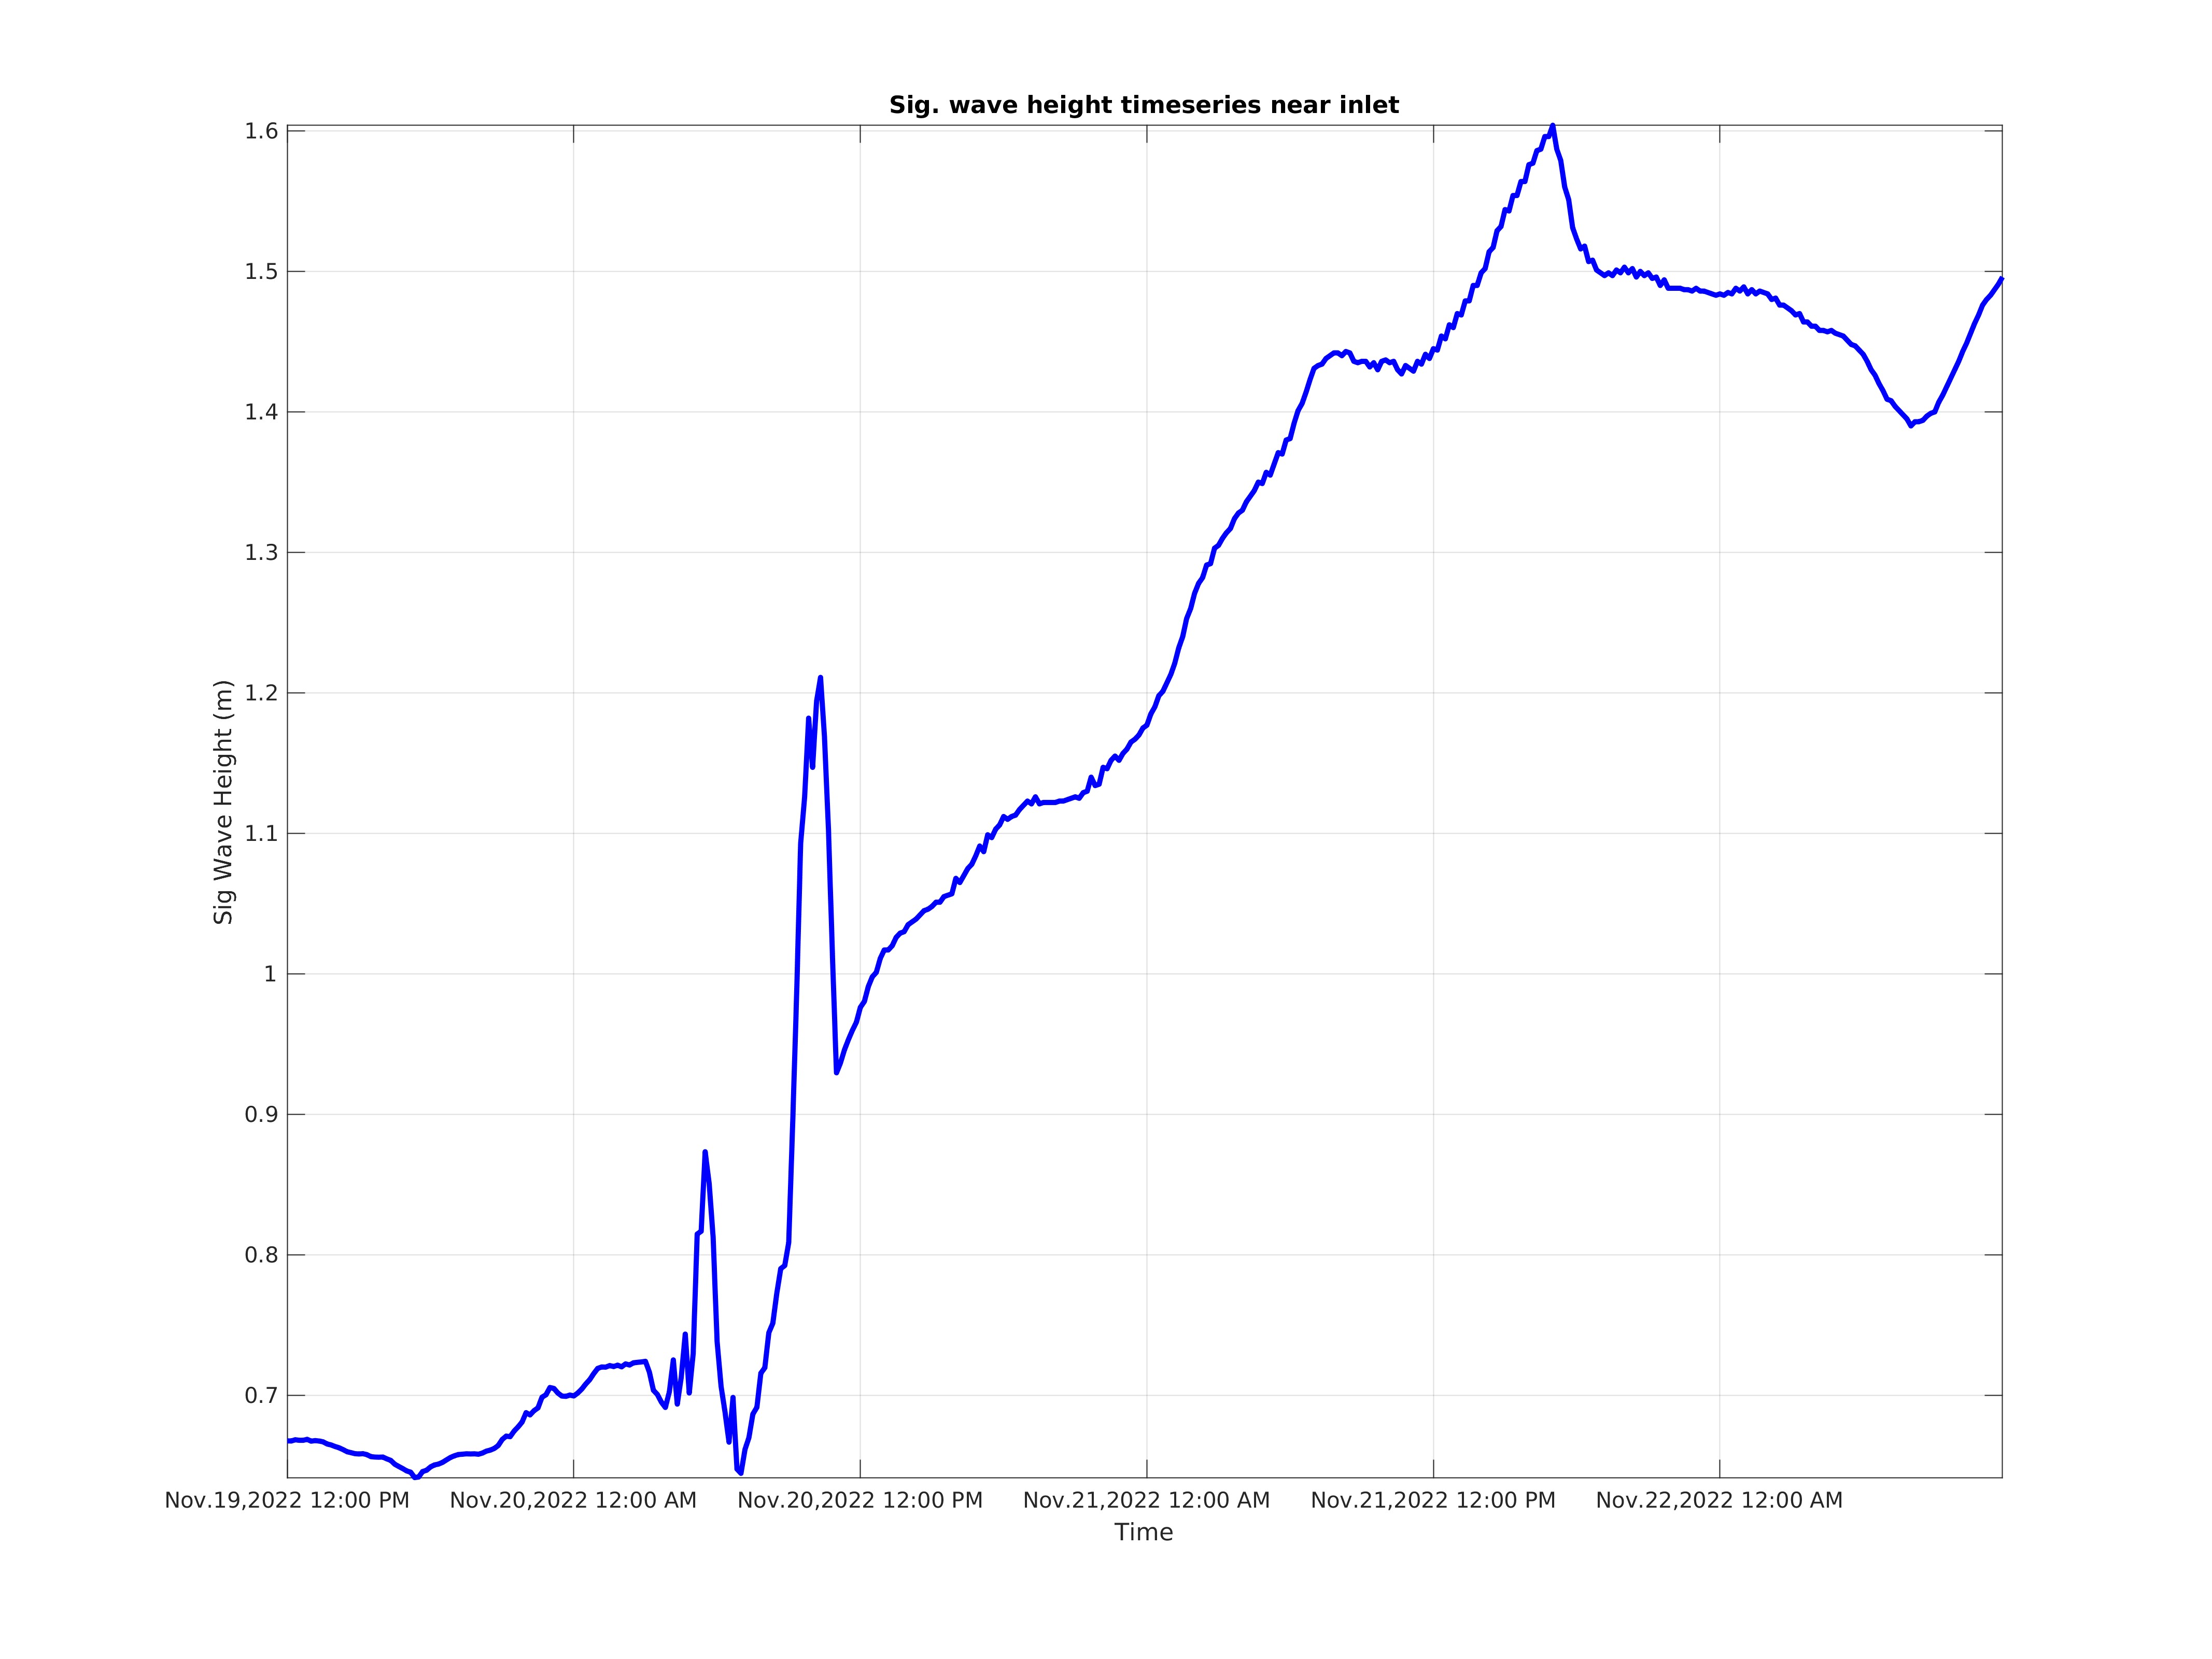 Sig. wave height timeseries near inlet
1.6
1.5
1.4
1.3
1.2
1.1
1
0.9
0.8
0.7
Sig Wave Height (m)
Nov.19,2022 12:00 PM
Nov.20,2022 12:00 AM
Nov.20,2022 12:00 PM
Nov.21,2022 12:00 AM
Nov.21,2022 12:00 PM
Nov.22,2022 12:00 AM
Time